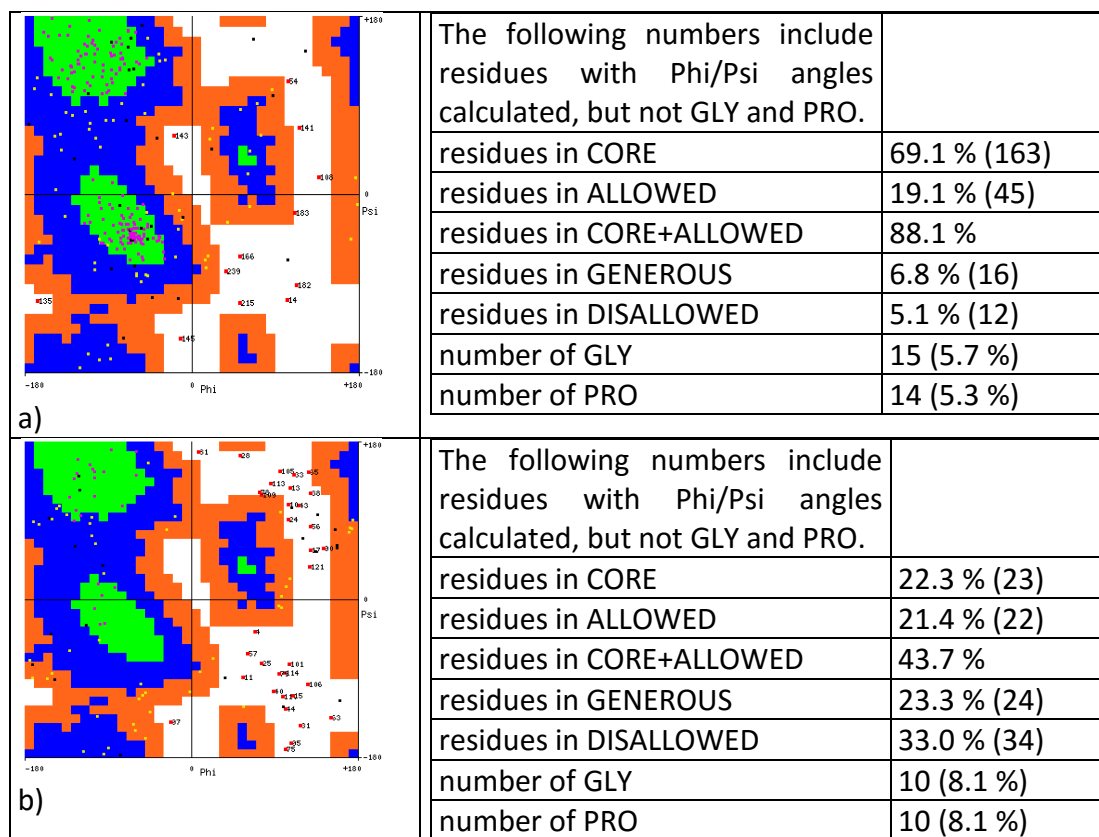 +180
The following numbers include
residues with Phi/Psi angles
calculated, but not GLY and PRO.
residues in CORE 69.1 % (163)
residues in ALLOWED 19.1 % (45)
residues in CORE+ALLOWED 88.1 %
residues in GENEROUS 6.8 % (16)
residues in DISALLOWED 5.1 % (12)
number of GLY 15 (5.7 %)
number of PRO 14 (5.3 %)
54
141
143
108
0
Psi
183
166
239
182
135
215
14
145
-180
-180 0 +180
Phi
a)
+180
The following numbers include
residues with Phi/Psi angles
calculated, but not GLY and PRO.
residues in CORE 22.3 % (23)
residues in ALLOWED 21.4 % (22)
residues in CORE+ALLOWED 43.7 %
residues in GENEROUS 23.3 % (24)
residues in DISALLOWED 33.0 % (34)
number of GLY 10 (8.1 %)
number of PRO 10 (8.1 %)
28
105
33
113
13
24
56
121
0
Psi
4
57
25
101
11
114
106
44
63
97
31
-180
-180 0 +180
Phi
b)